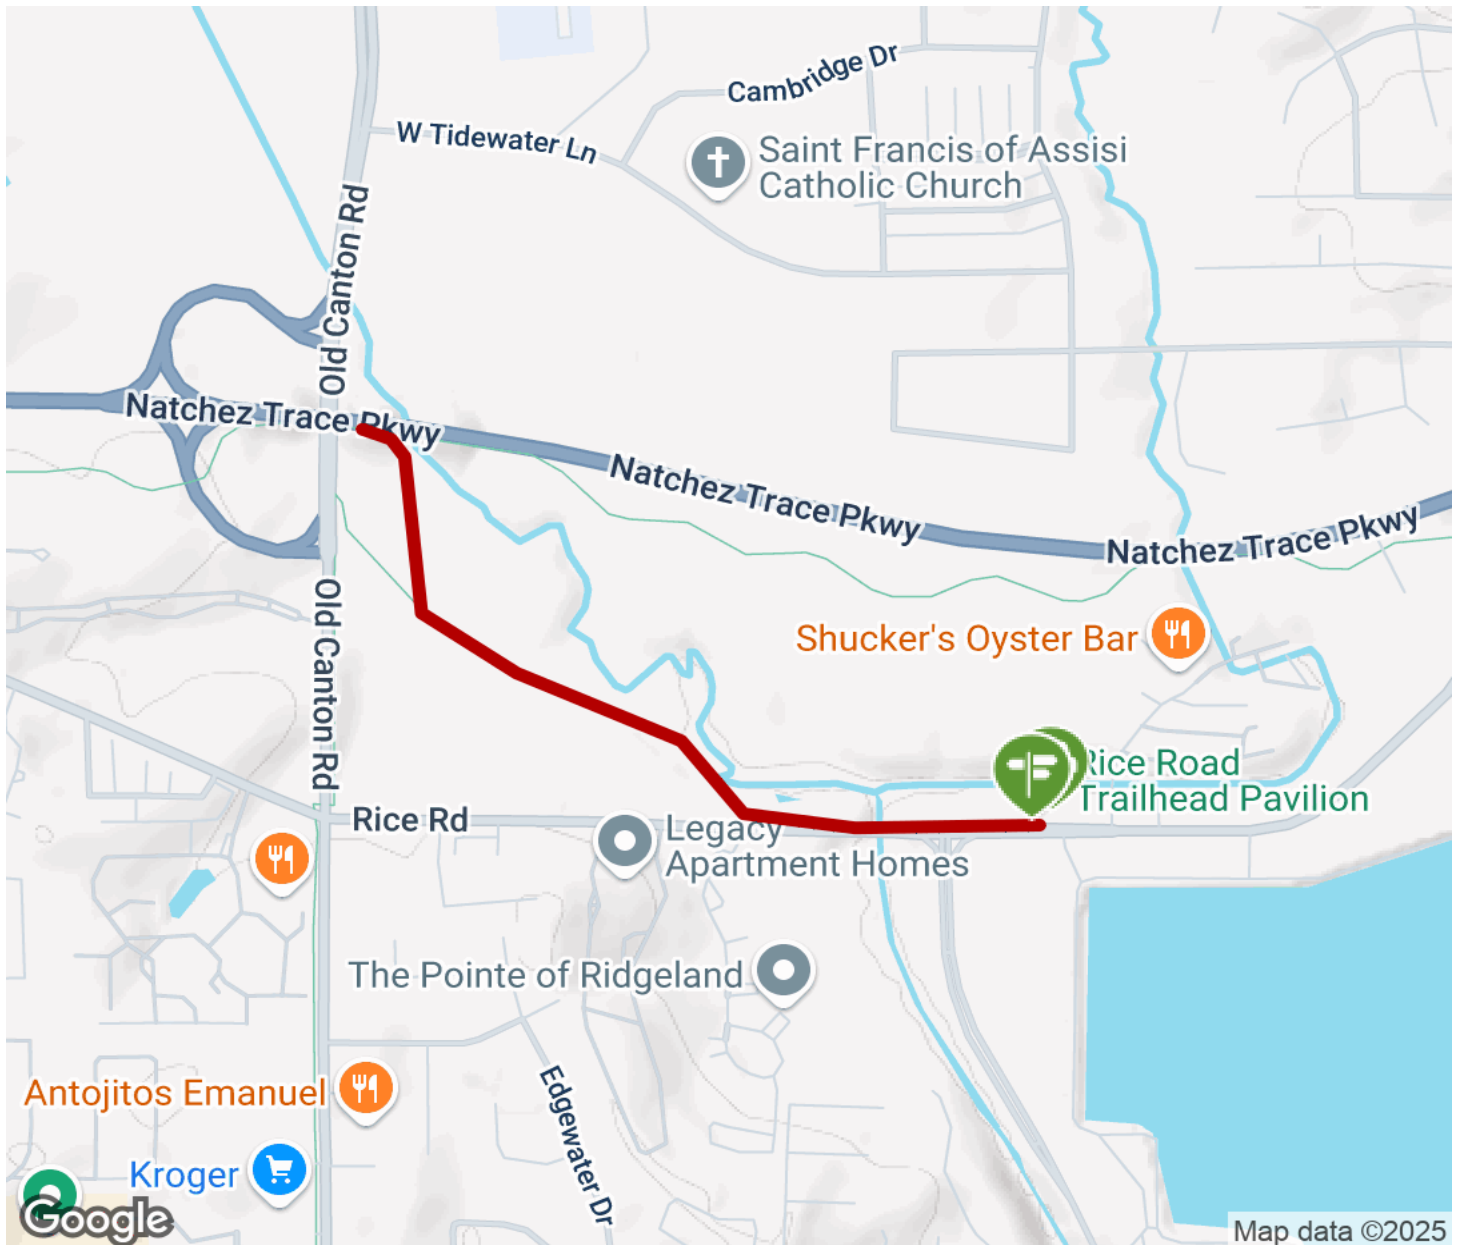 Cambridge Dr
W Tidewater Ln
Saint Francis of Assisi
Catholic Church
Old Canton Rd
Natchez Trace Pkwy
Natchez Trace Pkwy
Natchez Trace Pkwy
Old Canton Rd
Shucker's Oyster Bar
Rice Road
Trailhead Pavilion
Rice Rd
Legacy
Apartment Homes
The Pointe of Ridgeland
Antojitos Emanuel
Edgewater Dr
Kroger
Google
Map data ©2025